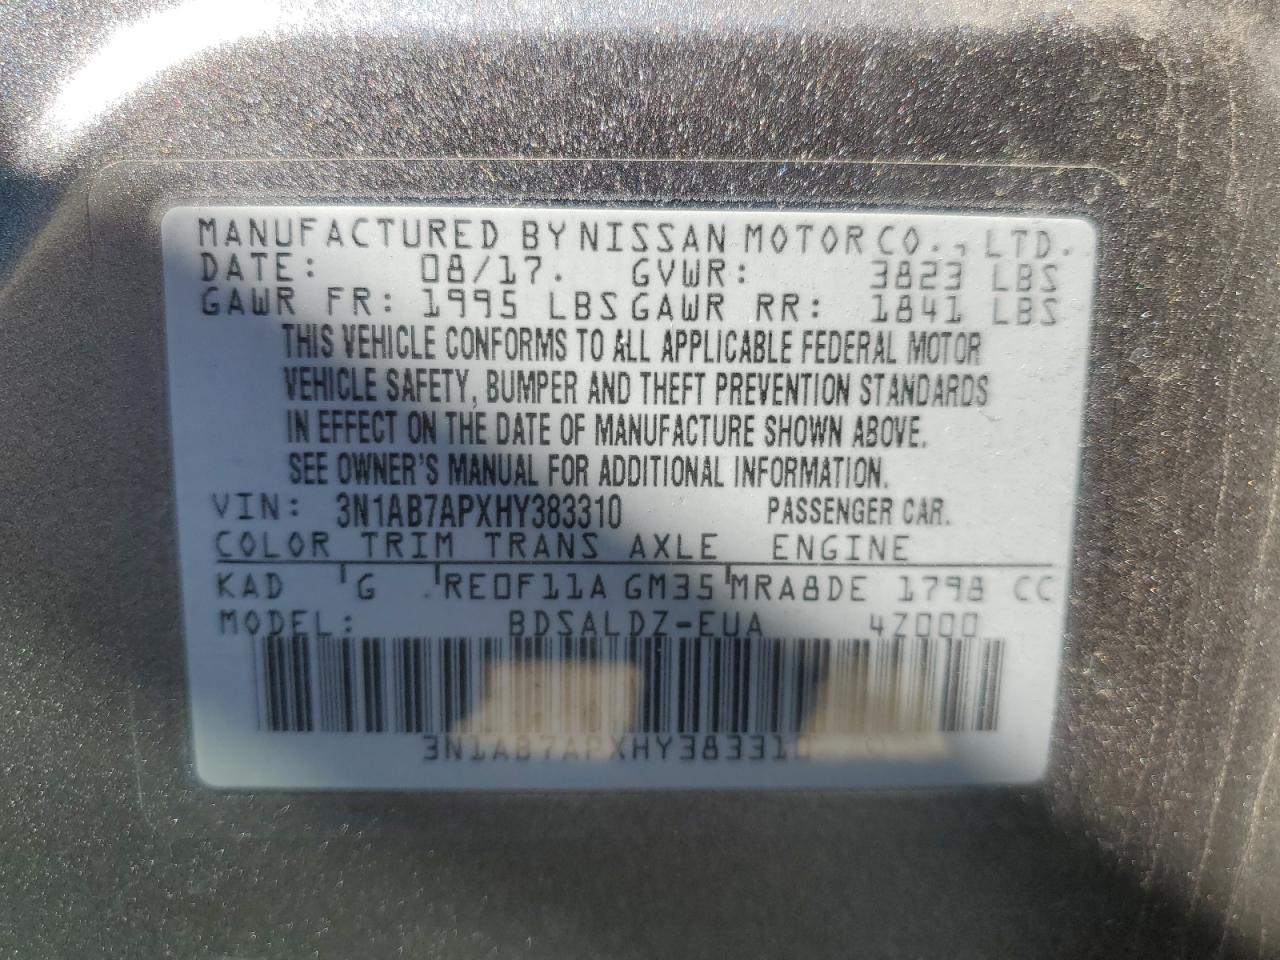 MANUFACTURED BY NISSAN MOTOR CO., LTD.
DATE: 08/17. GVWR: 3823 LBS
GAWR FR: 1995 LBS GAWR RR: 1841 LBS
THIS VEHICLE CONFORMS TO ALL APPLICABLE FEDERAL MOTOR
VEHICLE SAFETY, BUMPER AND THEFT PREVENTION STANDARDS
IN EFFECT ON THE DATE OF MANUFACTURE SHOWN ABOVE.
SEE OWNER'S MANUAL FOR ADDITIONAL INFORMATION.
VIN: 3N1AB7APXHY383310 PASSENGER CAR.
COLOR TRIM TRANS AXLE ENGINE
KAD G RE0F11A GM35 MRA8DE 1798 CC
MODEL: BDSALDZ-EUA 4Z000
3N1AB7APXHY383310